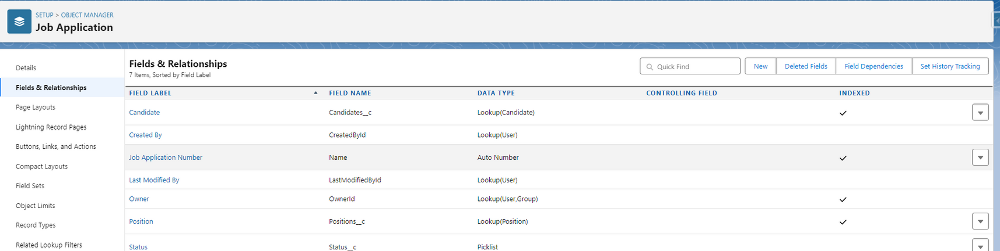 SETUP > OBJECT MANAGER
Job Application
Details
Fields & Relationships
Page Layouts
Lightning Record Pages
Buttons, Links, and Actions
Compact Layouts
Field Sets
Object Limits
Record Types
Related Lookup Filters
Fields & Relationships
7 Items, Sorted by Field Label
Quick Find
New Deleted Fields Field Dependencies Set History Tracking
FIELD LABEL FIELD NAME DATA TYPE CONTROLLING FIELD INDEXED
Candidate Candidates__c Lookup(Candidate)
Created By CreatedById Lookup(User)
Job Application Number Name Auto Number
Last Modified By LastModifiedById Lookup(User)
Owner OwnerId Lookup(User,Group)
Position Positions__c Lookup(Position)
Status Status__c Picklist